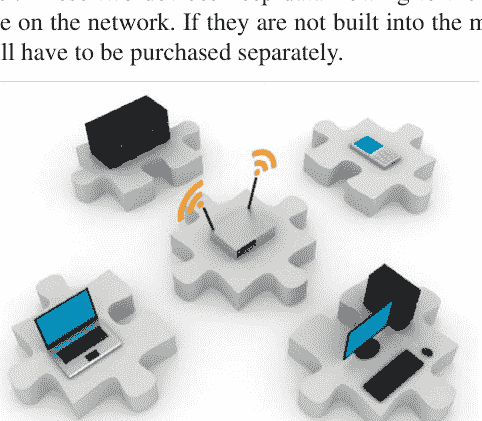 e on the network. If they are not built into the m
ll have to be purchased separately.